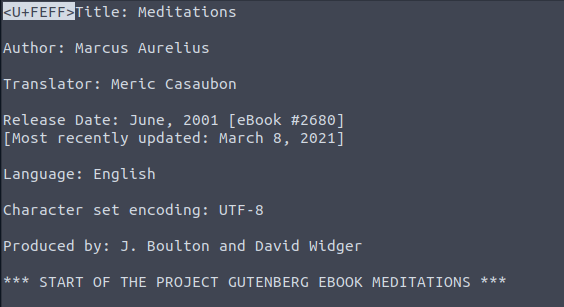 <U+FEFF>Title: Meditations
Author: Marcus Aurelius
Translator: Meric Casaubon
Release Date: June, 2001 [eBook #2680]
[Most recently updated: March 8, 2021]
Language: English
Character set encoding: UTF-8
Produced by: J. Boulton and David Widger
*** START OF THE PROJECT GUTENBERG EBOOK MEDITATIONS ***